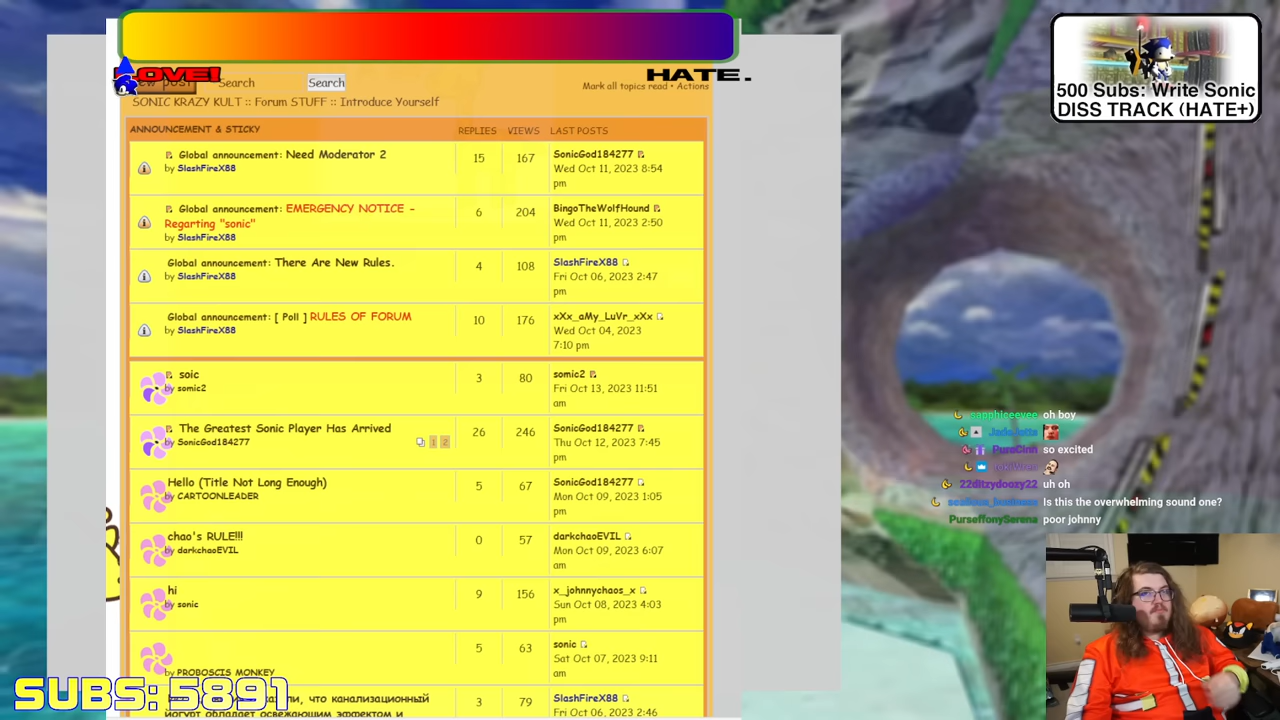 LOVE!
HATE.
new post
Search
Search
Mark all topics read • Actions
SONIC KRAZY KULT :: Forum STUFF :: Introduce Yourself
ANNOUNCEMENT & STICKY
REPLIES
VIEWS
LAST POSTS
Global announcement: Need Moderator 2
by SlashFireX88
15
167
SonicGod184277
Wed Oct 11, 2023 8:54
pm
Global announcement: EMERGENCY NOTICE -
Regarting "sonic"
by SlashFireX88
6
204
BingoTheWolfHound
Wed Oct 11, 2023 2:50
pm
Global announcement: There Are New Rules.
by SlashFireX88
4
108
SlashFireX88
Fri Oct 06, 2023 2:47
pm
Global announcement: [ Poll ] RULES OF FORUM
by SlashFireX88
10
176
xXx_aMy_LuVr_xXx
Wed Oct 04, 2023
7:10 pm
soic
by somic2
3
80
somic2
Fri Oct 13, 2023 11:51
am
The Greatest Sonic Player Has Arrived
by SonicGod184277
1 2
26
246
SonicGod184277
Thu Oct 12, 2023 7:45
pm
Hello (Title Not Long Enough)
by CARTOONLEADER
5
67
SonicGod184277
Mon Oct 09, 2023 1:05
pm
chao's RULE!!!
by darkchaoEVIL
0
57
darkchaoEVIL
Mon Oct 09, 2023 6:07
am
hi
by sonic
9
156
x_johnnychaos_x
Sun Oct 08, 2023 4:03
pm
by PROBOSCIS MONKEY
5
63
sonic
Sat Oct 07, 2023 9:11
am
что канализационный
йогурт обладает освежающим эффектом и
3
79
SlashFireX88
Fri Oct 06, 2023 2:46
SUBS: 5891
500 Subs: Write Sonic
DISS TRACK (HATE+)
sapphiceevee oh boy
PureCinn so excited
22ditzydoozy22 uh oh
Is this the overwhelming sound one?
PurseffonySerena poor johnny